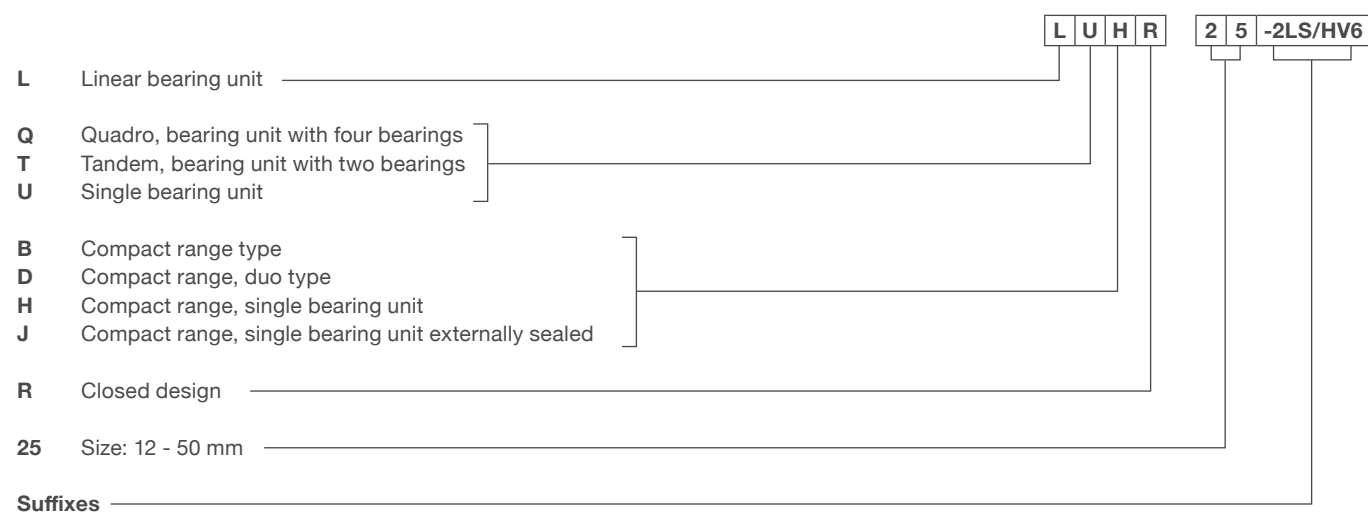 L U H R 2 5 -2LS/HV6
L Linear bearing unit
Q Quadro, bearing unit with four bearings
T Tandem, bearing unit with two bearings
U Single bearing unit
B Compact range type
D Compact range, duo type
H Compact range, single bearing unit
J Compact range, single bearing unit externally sealed
R Closed design
25 Size: 12 - 50 mm
Suffixes